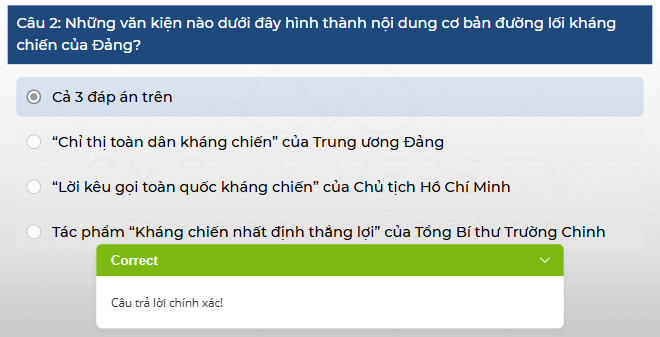 Câu 2: Những văn kiện nào dưới đây hình thành nội dung cơ bản đường lối kháng
chiến của Đảng?
Cả 3 đáp án trên
“Chỉ thị toàn dân kháng chiến” của Trung ương Đảng
“Lời kêu gọi toàn quốc kháng chiến” của Chủ tịch Hồ Chí Minh
Tác phẩm “Kháng chiến nhất định thắng lợi” của Tổng Bí thư Trường Chinh
Correct
Câu trả lời chính xác!